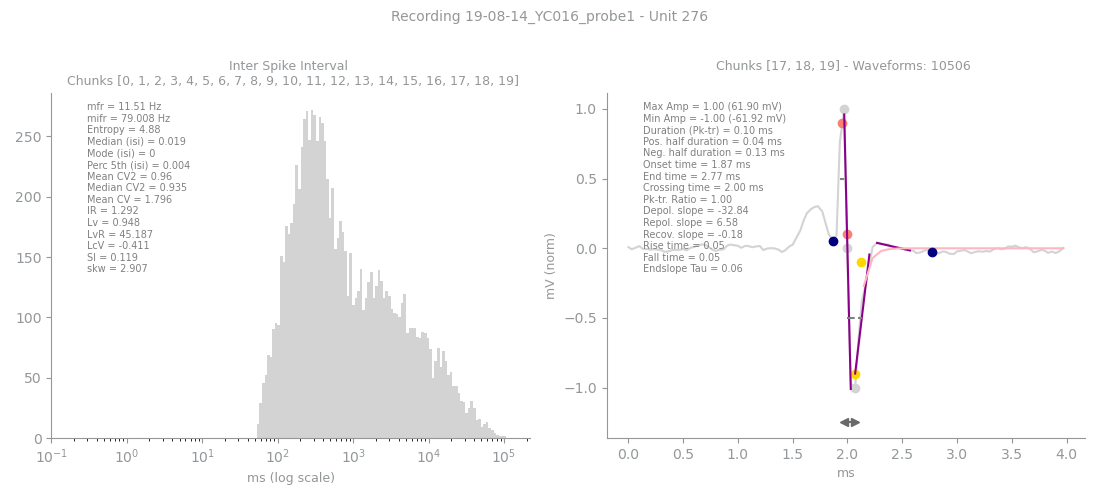 Recording 19-08-14_YC016_probe1 - Unit 276
Inter Spike Interval
Chunks [0, 1, 2, 3, 4, 5, 6, 7, 8, 9, 10, 11, 12, 13, 14, 15, 16, 17, 18, 19]
mfr = 11.51 Hz
mifr = 79.008 Hz
Entropy = 4.88
Median (isi) = 0.019
Mode (isi) = 0
Perc 5th (isi) = 0.004
Mean CV2 = 0.96
Median CV2 = 0.935
Mean CV = 1.796
IR = 1.292
Lv = 0.948
LvR = 45.187
LcV = -0.411
SI = 0.119
skw = 2.907
250
200
150
100
50
0
10⁻¹ 10⁰ 10¹ 10² 10³ 10⁴ 10⁵
ms (log scale)
Chunks [17, 18, 19] - Waveforms: 10506
Max Amp = 1.00 (61.90 mV)
Min Amp = -1.00 (-61.92 mV)
Duration (Pk-tr) = 0.10 ms
Pos. half duration = 0.04 ms
Neg. half duration = 0.13 ms
Onset time = 1.87 ms
End time = 2.77 ms
Crossing time = 2.00 ms
Pk-tr. Ratio = 1.00
Depol. slope = -32.84
Repol. slope = 6.58
Recov. slope = -0.18
Rise time = 0.05
Fall time = 0.05
Endslope Tau = 0.06
mV (norm)
1.0
0.5
0.0
−0.5
−1.0
0.0 0.5 1.0 1.5 2.0 2.5 3.0 3.5 4.0
ms